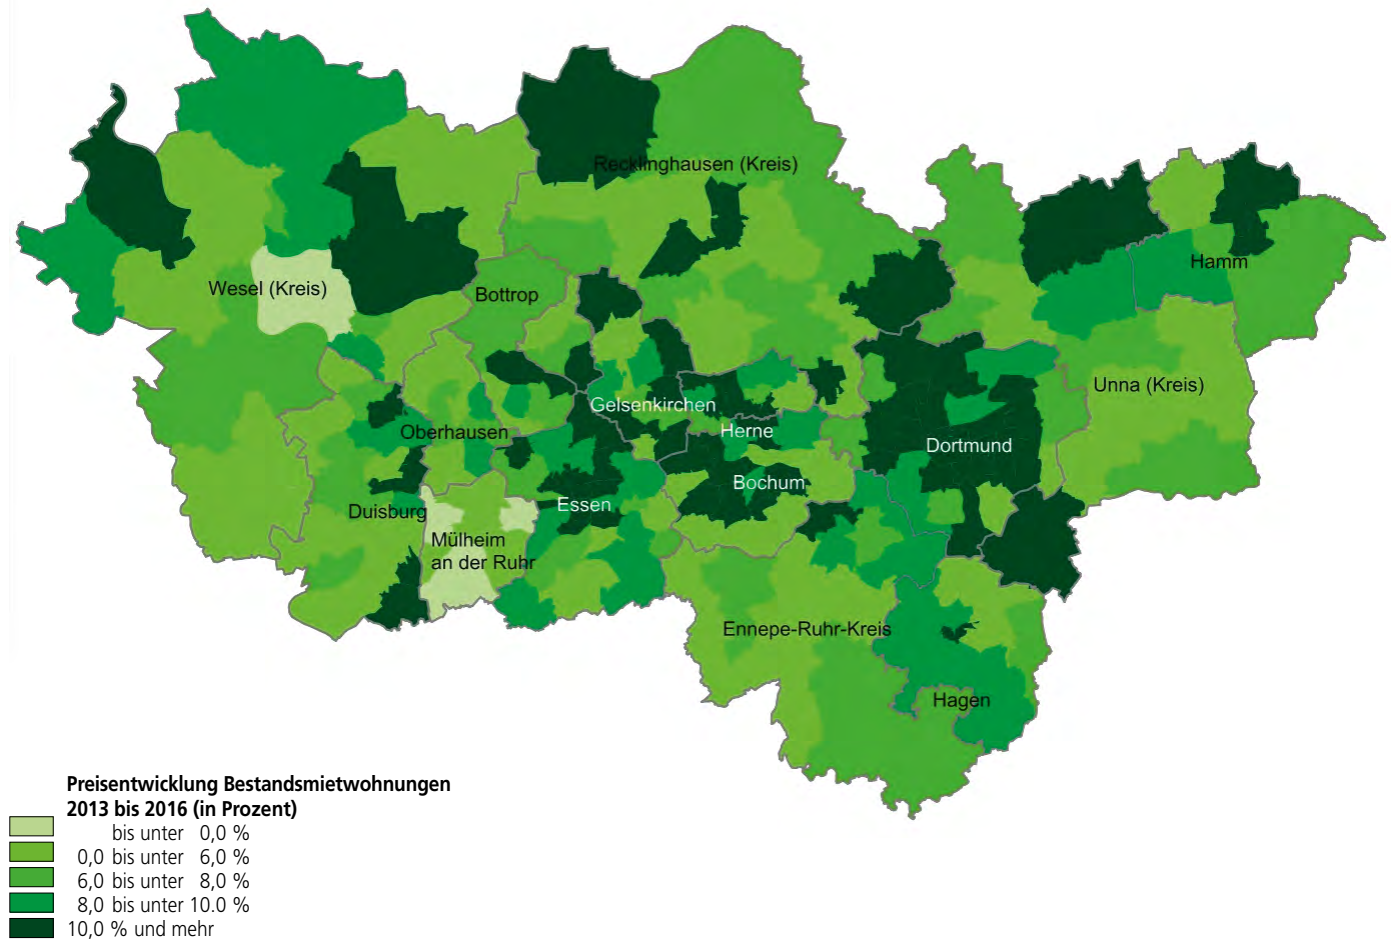 Recklinghausen (Kreis)
Hamm
Wesel (Kreis)
Bottrop
Unna (Kreis)
Gelsenkirchen
Oberhausen
Herne
Dortmund
Bochum
Essen
Duisburg
Mülheim
an der Ruhr
Ennepe-Ruhr-Kreis
Hagen
Preisentwicklung Bestandsmietwohnungen
2013 bis 2016 (in Prozent)
bis unter 0,0 %
0,0 bis unter 6,0 %
6,0 bis unter 8,0 %
8,0 bis unter 10.0 %
10,0 % und mehr